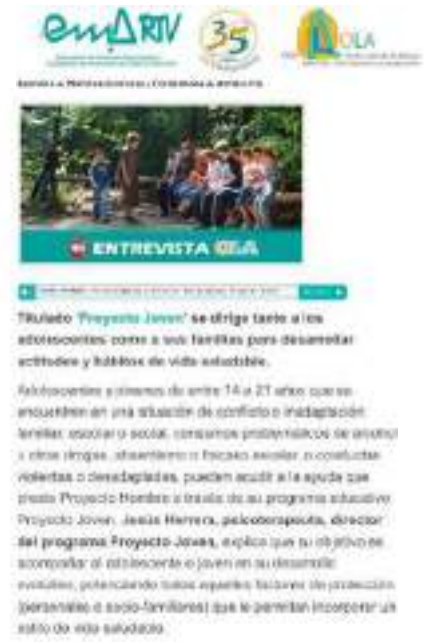 emARTV 35 OLA
ENTREVISTA OLA
Titulado 'Proyecto Joven' se dirige tanto a los
adolescentes como a sus familias para desarrollar
actitudes y hábitos de vida saludable.
Adolescentes y jóvenes de entre 14 a 21 años que se
encuentren en una situación de conflicto o inadaptación
familiar, escolar o social, consumos problemáticos de alcohol
u otras drogas, absentismo o fracaso escolar, o conductas
violentas o desadaptadas, pueden acudir a la ayuda que
presta Proyecto Hombre a través de su programa educativo
Proyecto Joven. Jesús Herrera, psicoterapeuta, director
del programa Proyecto Joven, explica que su objetivo es
acompañar al adolescente o joven en su desarrollo
evolutivo, potenciando todos aquellos factores de protección
(personales o socio-familiares) que le permitan incorporar un
estilo de vida saludable.